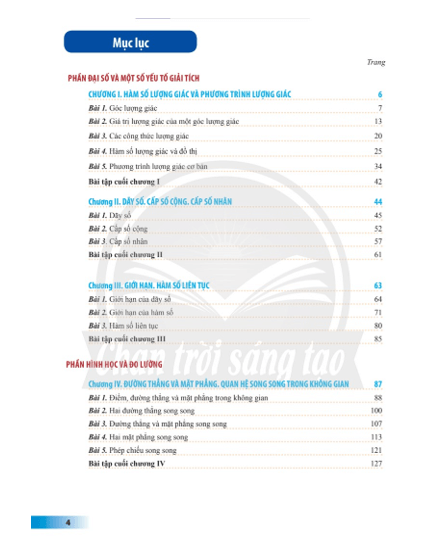 Mục lục
Trang
PHẦN ĐẠI SỐ VÀ MỘT SỐ YẾU TỐ GIẢI TÍCH
CHƯƠNG I. HÀM SỐ LƯỢNG GIÁC VÀ PHƯƠNG TRÌNH LƯỢNG GIÁC 6
Bài 1. Góc lượng giác 7
Bài 2. Giá trị lượng giác của một góc lượng giác 13
Bài 3. Các công thức lượng giác 20
Bài 4. Hàm số lượng giác và đồ thị 25
Bài 5. Phương trình lượng giác cơ bản 34
Bài tập cuối chương I 42
Chương II. DÃY SỐ. CẤP SỐ CỘNG. CẤP SỐ NHÂN 44
Bài 1. Dãy số 45
Bài 2. Cấp số cộng 52
Bài 3. Cấp số nhân 57
Bài tập cuối chương II 61
Chương III. GIỚI HẠN. HÀM SỐ LIÊN TỤC 63
Bài 1. Giới hạn của dãy số 64
Bài 2. Giới hạn của hàm số 71
Bài 3. Hàm số liên tục 80
Bài tập cuối chương III 85
Chân trời sáng tạo
PHẦN HÌNH HỌC VÀ ĐO LƯỜNG
Chương IV. ĐƯỜNG THẲNG VÀ MẶT PHẲNG. QUAN HỆ SONG SONG TRONG KHÔNG GIAN 87
Bài 1. Điểm, đường thẳng và mặt phẳng trong không gian 88
Bài 2. Hai đường thẳng song song 100
Bài 3. Đường thẳng và mặt phẳng song song 107
Bài 4. Hai mặt phẳng song song 113
Bài 5. Phép chiếu song song 121
Bài tập cuối chương IV 127
4